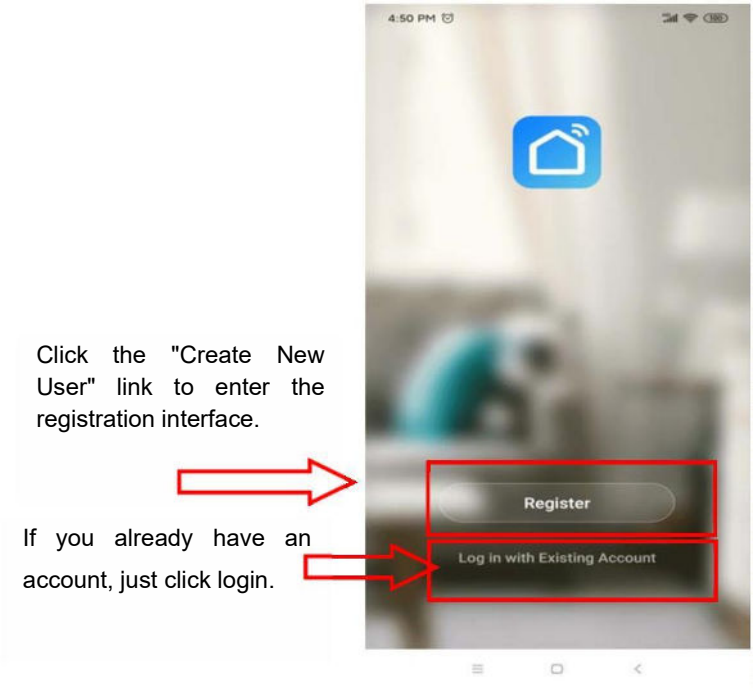 4:50 PM
100
Click the "Create New
User" link to enter the
registration interface.
Register
If you already have an
account, just click login.
Log in with Existing Account